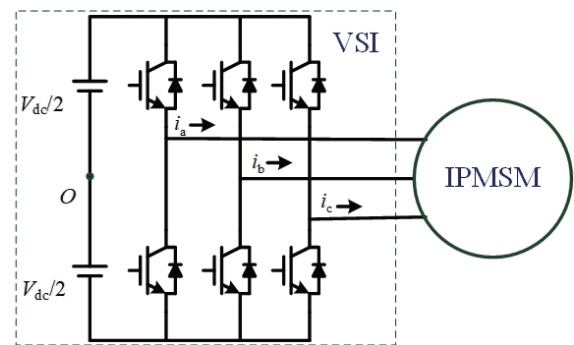 VSI
V_dc/2
i_a
i_b
IPMSM
O
i_c
V_dc/2